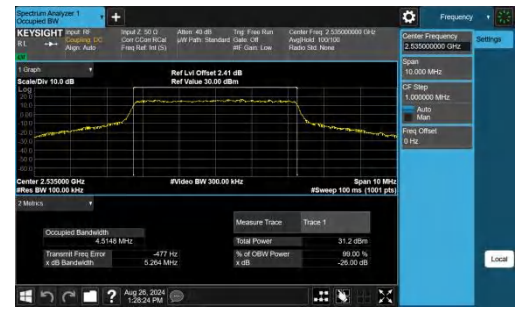 Spectrum Analyzer 1
Occupied BW
Frequency
KEYSIGHT
Input: RF
Coupling: DC
Align: Auto
Input Z: 50 Ω
Corr CCorr RCal
Freq Ref: Int (S)
Atten: 40 dB
µW Path: Standard
Trig: Free Run
Gate: Off
#IF Gain: Low
Center Freq: 2.535000000 GHz
Avg|Hold: 100/100
Radio Std: None
Center Frequency
2.535000000 GHz
Settings
Span
10.000 MHz
CF Step
1.000000 MHz
Auto
Man
Freq Offset
0 Hz
1 Graph
Scale/Div 10.0 dB
Ref Lvl Offset 2.41 dB
Ref Value 30.00 dBm
Log
20.0
10.0
Center 2.535000 GHz
#Res BW 100.00 kHz
#Video BW 300.00 kHz
Span 10 MHz
#Sweep 100 ms (1001 pts)
2 Metrics
Measure Trace
Trace 1
Occupied Bandwidth
4.5148 MHz
Total Power
31.2 dBm
Transmit Freq Error
-477 Hz
% of OBW Power
99.00 %
x dB Bandwidth
5.264 MHz
x dB
-26.00 dB
Local
Aug 26, 2024
1:28:24 PM